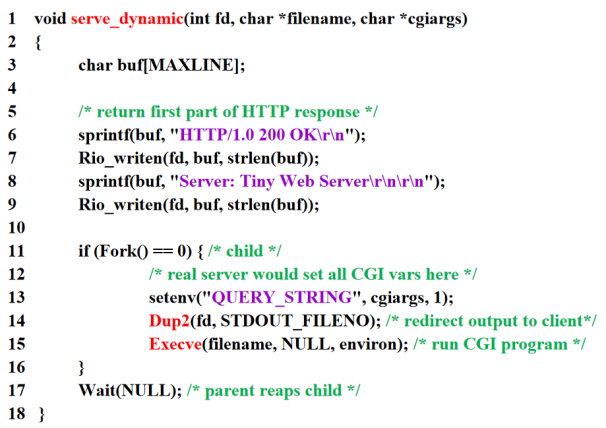 1 void serve_dynamic(int fd, char *filename, char *cgiargs)
2 {
3 char buf[MAXLINE];
4
5 /* return first part of HTTP response */
6 sprintf(buf, "HTTP/1.0 200 OK\r\n");
7 Rio_writen(fd, buf, strlen(buf));
8 sprintf(buf, "Server: Tiny Web Server\r\n\r\n");
9 Rio_writen(fd, buf, strlen(buf));
10
11 if (Fork() == 0) { /* child */
12 /* real server would set all CGI vars here */
13 setenv("QUERY_STRING", cgiargs, 1);
14 Dup2(fd, STDOUT_FILENO); /* redirect output to client*/
15 Execve(filename, NULL, environ); /* run CGI program */
16 }
17 Wait(NULL); /* parent reaps child */
18 }